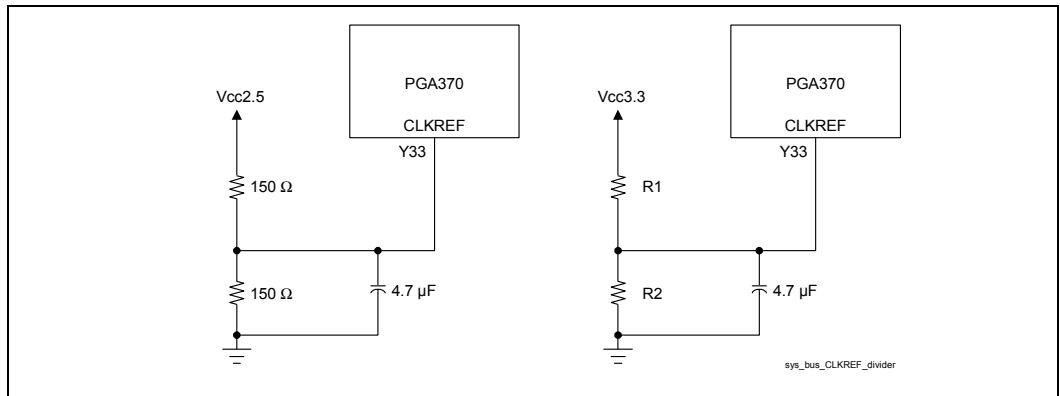 PGA370
Vcc2.5
CLKREF
Y33
150 Ω
150 Ω
4.7 µF
PGA370
Vcc3.3
CLKREF
Y33
R1
R2
4.7 µF
sys_bus_CLKREF_divider